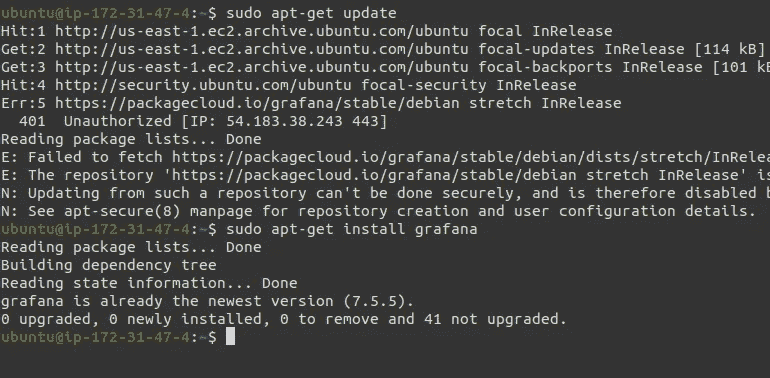 ubuntu@ip-172-31-47-4:~$ sudo apt-get update
Hit:1 http://us-east-1.ec2.archive.ubuntu.com/ubuntu focal InRelease
Get:2 http://us-east-1.ec2.archive.ubuntu.com/ubuntu focal-updates InRelease [114 kB]
Get:3 http://us-east-1.ec2.archive.ubuntu.com/ubuntu focal-backports InRelease [101 kB
Hit:4 http://security.ubuntu.com/ubuntu focal-security InRelease
Err:5 https://packagecloud.io/grafana/stable/debian stretch InRelease
  401  Unauthorized [IP: 54.183.38.243 443]
Reading package lists... Done
E: Failed to fetch https://packagecloud.io/grafana/stable/debian/dists/stretch/InRelea
E: The repository 'https://packagecloud.io/grafana/stable/debian stretch InRelease' is
N: Updating from such a repository can't be done securely, and is therefore disabled b
N: See apt-secure(8) manpage for repository creation and user configuration details.
ubuntu@ip-172-31-47-4:~$ sudo apt-get install grafana
Reading package lists... Done
Building dependency tree
Reading state information... Done
grafana is already the newest version (7.5.5).
0 upgraded, 0 newly installed, 0 to remove and 41 not upgraded.
ubuntu@ip-172-31-47-4:~$